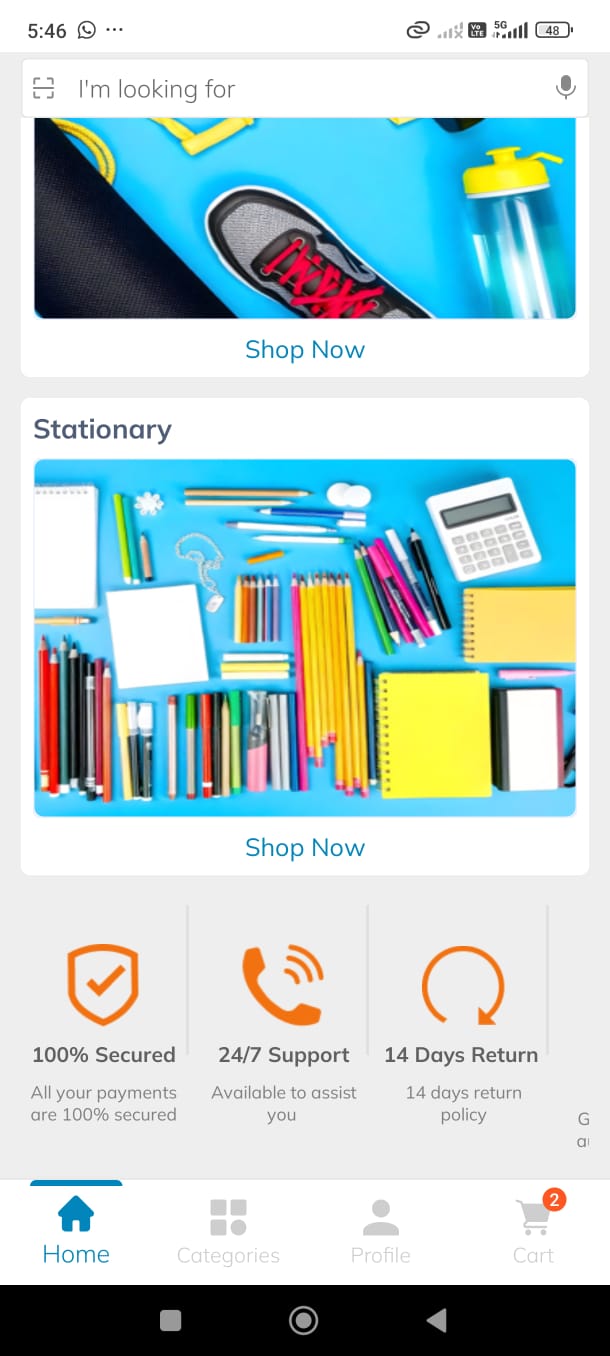 5:46
Vo LTE 5G 48
I'm looking for
Shop Now
Stationary
Shop Now
100% Secured
All your payments
are 100% secured
24/7 Support
Available to assist
you
14 Days Return
14 days return
policy
G
Home
Categories
Profile
Cart
2